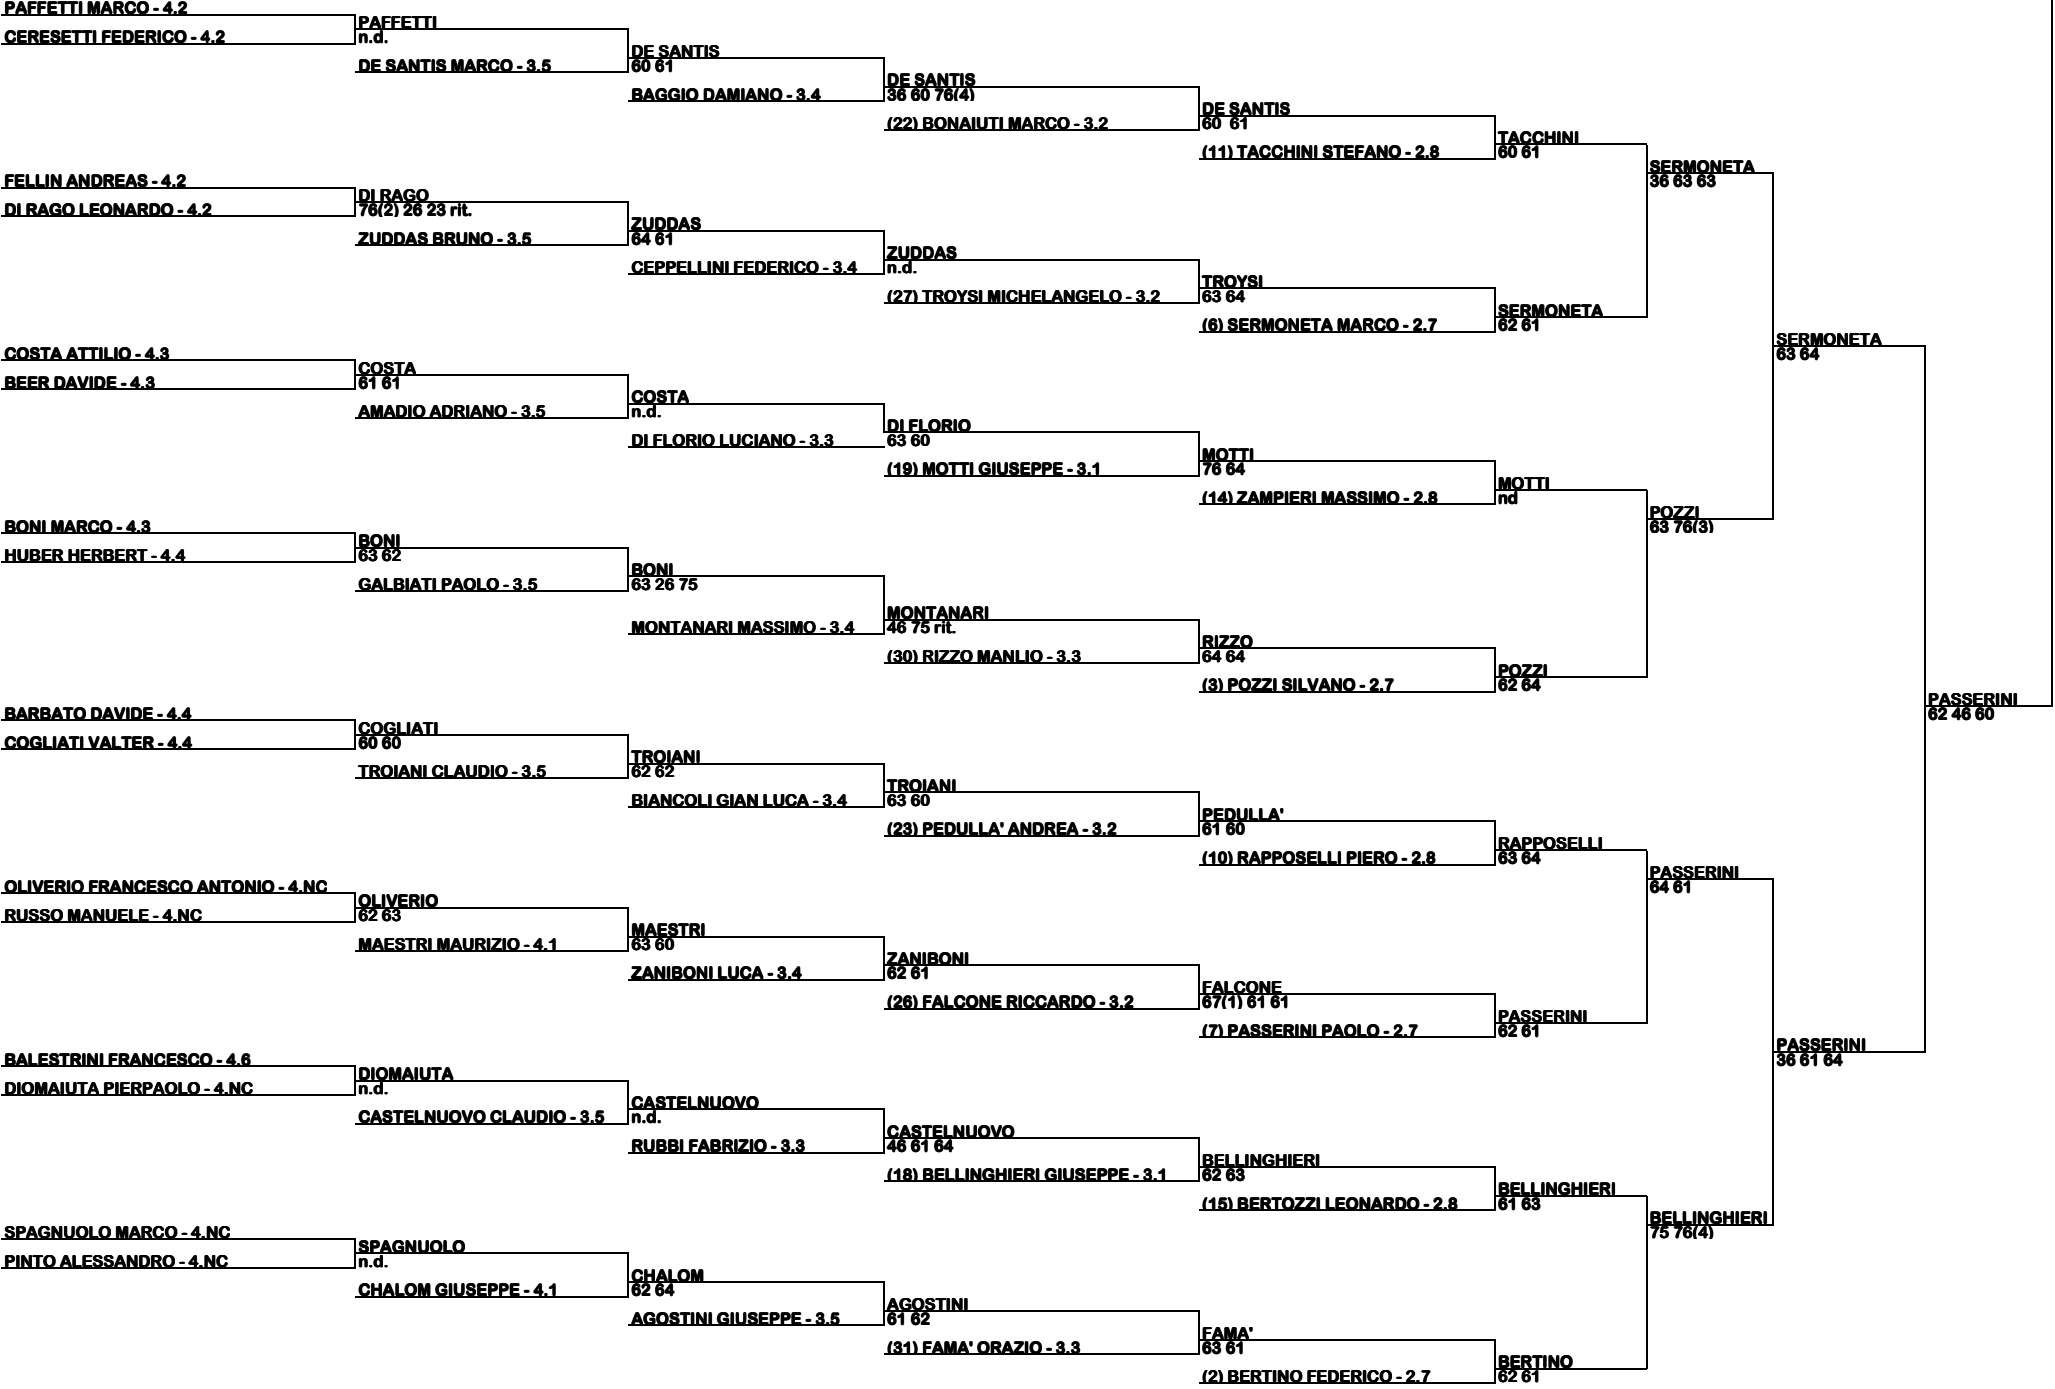 PAFFETTI MARCO - 4.2
PAFFETTI
CERESETTI FEDERICO - 4.2
n.d.
DE SANTIS
DE SANTIS MARCO - 3.5
60 61
DE SANTIS
BAGGIO DAMIANO - 3.4
36 60 76(4)
DE SANTIS
(22) BONAIUTI MARCO - 3.2
60 61
TACCHINI
(11) TACCHINI STEFANO - 2.8
60 61
SERMONETA
FELLIN ANDREAS - 4.2
36 63 63
DI RAGO
DI RAGO LEONARDO - 4.2
76(2) 26 23 rit.
ZUDDAS
ZUDDAS BRUNO - 3.5
64 61
ZUDDAS
CEPPELLINI FEDERICO - 3.4
n.d.
TROYSI
(27) TROYSI MICHELANGELO - 3.2
63 64
SERMONETA
(6) SERMONETA MARCO - 2.7
62 61
SERMONETA
COSTA ATTILIO - 4.3
63 64
COSTA
BEER DAVIDE - 4.3
61 61
COSTA
AMADIO ADRIANO - 3.5
n.d.
DI FLORIO
DI FLORIO LUCIANO - 3.3
63 60
MOTTI
(19) MOTTI GIUSEPPE - 3.1
76 64
MOTTI
(14) ZAMPIERI MASSIMO - 2.8
nd
POZZI
BONI MARCO - 4.3
63 76(3)
BONI
HUBER HERBERT - 4.4
63 62
BONI
GALBIATI PAOLO - 3.5
63 26 75
MONTANARI
MONTANARI MASSIMO - 3.4
46 75 rit.
RIZZO
(30) RIZZO MANLIO - 3.3
64 64
POZZI
(3) POZZI SILVANO - 2.7
62 64
PASSERINI
BARBATO DAVIDE - 4.4
62 46 60
COGLIATI
COGLIATI VALTER - 4.4
60 60
TROIANI
TROIANI CLAUDIO - 3.5
62 62
TROIANI
BIANCOLI GIAN LUCA - 3.4
63 60
PEDULLA'
(23) PEDULLA' ANDREA - 3.2
61 60
RAPPOSELLI
(10) RAPPOSELLI PIERO - 2.8
63 64
PASSERINI
OLIVERIO FRANCESCO ANTONIO - 4.NC
64 61
OLIVERIO
RUSSO MANUELE - 4.NC
62 63
MAESTRI
MAESTRI MAURIZIO - 4.1
63 60
ZANIBONI
ZANIBONI LUCA - 3.4
62 61
FALCONE
(26) FALCONE RICCARDO - 3.2
67(1) 61 61
PASSERINI
(7) PASSERINI PAOLO - 2.7
62 61
PASSERINI
BALESTRINI FRANCESCO - 4.6
36 61 64
DIOMAIUTA
DIOMAIUTA PIERPAOLO - 4.NC
n.d.
CASTELNUOVO
CASTELNUOVO CLAUDIO - 3.5
n.d.
CASTELNUOVO
RUBBI FABRIZIO - 3.3
46 61 64
BELLINGHIERI
(18) BELLINGHIERI GIUSEPPE - 3.1
62 63
BELLINGHIERI
(15) BERTOZZI LEONARDO - 2.8
61 63
BELLINGHIERI
SPAGNUOLO MARCO - 4.NC
75 76(4)
SPAGNUOLO
PINTO ALESSANDRO - 4.NC
n.d.
CHALOM
CHALOM GIUSEPPE - 4.1
62 64
AGOSTINI
AGOSTINI GIUSEPPE - 3.5
61 62
FAMA'
(31) FAMA' ORAZIO - 3.3
63 61
BERTINO
(2) BERTINO FEDERICO - 2.7
62 61